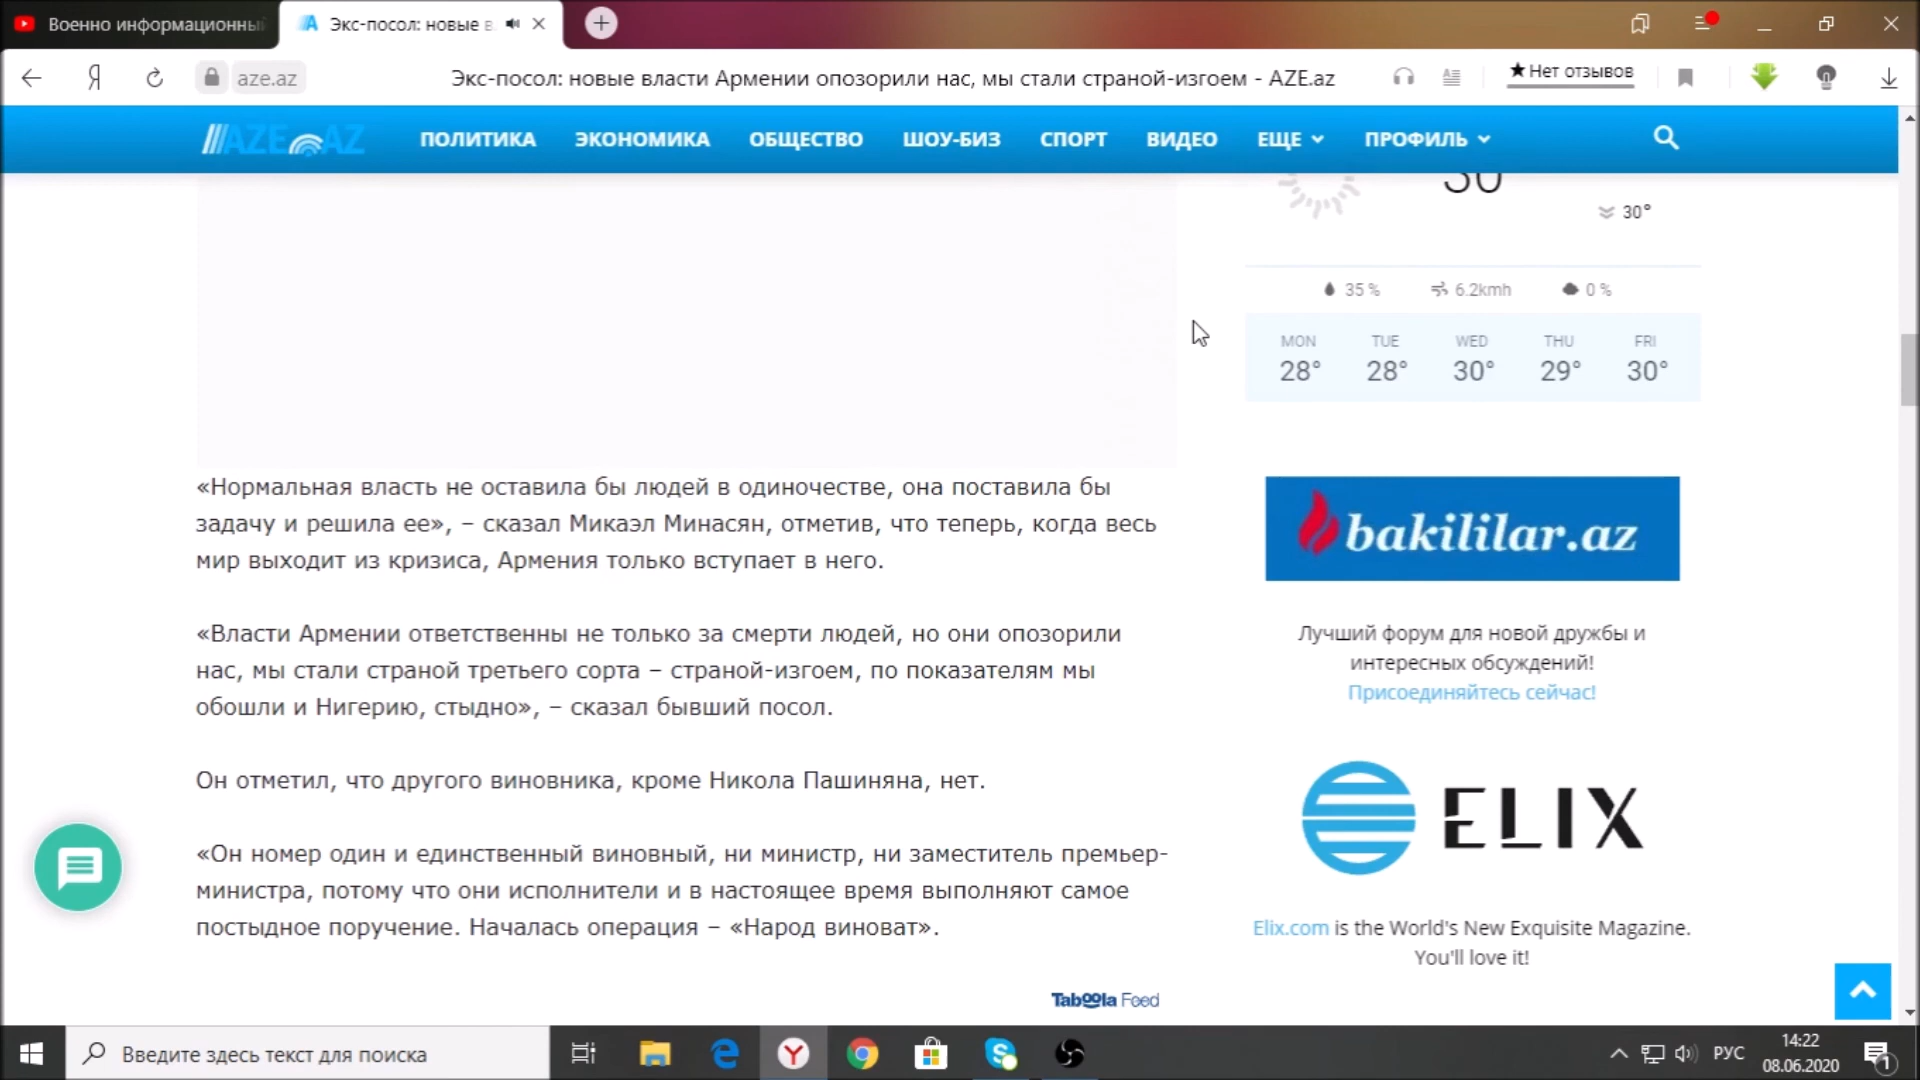 Военно информационный
Экс-посол: новые в
aze.az
Экс-посол: новые власти Армении опозорили нас, мы стали страной-изгоем - AZE.az
★Нет отзывов
AZE AZ
ПОЛИТИКА
ЭКОНОМИКА
ОБЩЕСТВО
ШОУ-БИЗ
СПОРТ
ВИДЕО
ЕЩЕ
ПРОФИЛЬ
30
30°
35 %
6.2kmh
0 %
MON TUE WED THU FRI
28° 28° 30° 29° 30°
«Нормальная власть не оставила бы людей в одиночестве, она поставила бы
задачу и решила ее», – сказал Микаэл Минасян, отметив, что теперь, когда весь
мир выходит из кризиса, Армения только вступает в него.
«Власти Армении ответственны не только за смерти людей, но они опозорили
нас, мы стали страной третьего сорта – страной-изгоем, по показателям мы
обошли и Нигерию, стыдно», – сказал бывший посол.
Он отметил, что другого виновника, кроме Никола Пашиняна, нет.
«Он номер один и единственный виновный, ни министр, ни заместитель премьер-
министра, потому что они исполнители и в настоящее время выполняют самое
постыдное поручение. Началась операция – «Народ виноват».
Taboola Feed
bakililar.az
Лучший форум для новой дружбы и
интересных обсуждений!
Присоединяйтесь сейчас!
ELIX
Elix.com is the World's New Exquisite Magazine.
You'll love it!
Введите здесь текст для поиска
РУС
14:22
08.06.2020
1